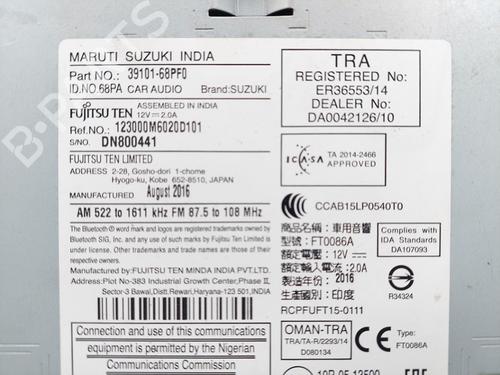 MARUTI SUZUKI INDIA
Part NO.: 39101-68PF0
ID.NO.68PA CAR AUDIO Brand:SUZUKI
FUJITSU TEN ASSEMBLED IN INDIA 12V⎓2.0A
Ref.NO.: 123000M6020D101
S/NO. DN800441
FUJITSU TEN LIMITED
ADDRESS 2-28, Gosho-dori 1-chome
Hyogo-ku, Kobe 652-8510, JAPAN
MANUFACTURED August 2016
AM 522 to 1611 kHz FM 87.5 to 108 MHz
The Bluetooth ® word mark and logos are registered trademarks owned by
Bluetooth SIG, Inc. and any use of such marks by Fujitsu Ten Limited is
under license. Other trademarks and trade names are those of their
respective owners.
Manufactured By:FUJITSU TEN MINDA INDIA PVT.LTD.
Address:Plot No-383 Industrial Growth Center,Phase II,
Sector-3 Bawal,Distt.Rewari,Haryana-123 501,INDIA
Connection and use of this communications
equipment is permitted by the Nigerian
Communications Commission
TRA
REGISTERED No:
ER36553/14
DEALER No:
DA0042126/10
ICASA TA 2014-2466
APPROVED
CCAB15LP0540T0
商品名稱：車用音響
型號：FT0086A
額定電壓：12V⎓
額定輸入電流：2.0A
製造年份：2016
生產國別：印度
RCPFUFT15-0111
Complies with
IDA Standards
DA107093
R34324
OMAN-TRA
TRA/TA-R/2293/14
D080134
CE
Type:
FT0086A
10R-05 13500
EAC